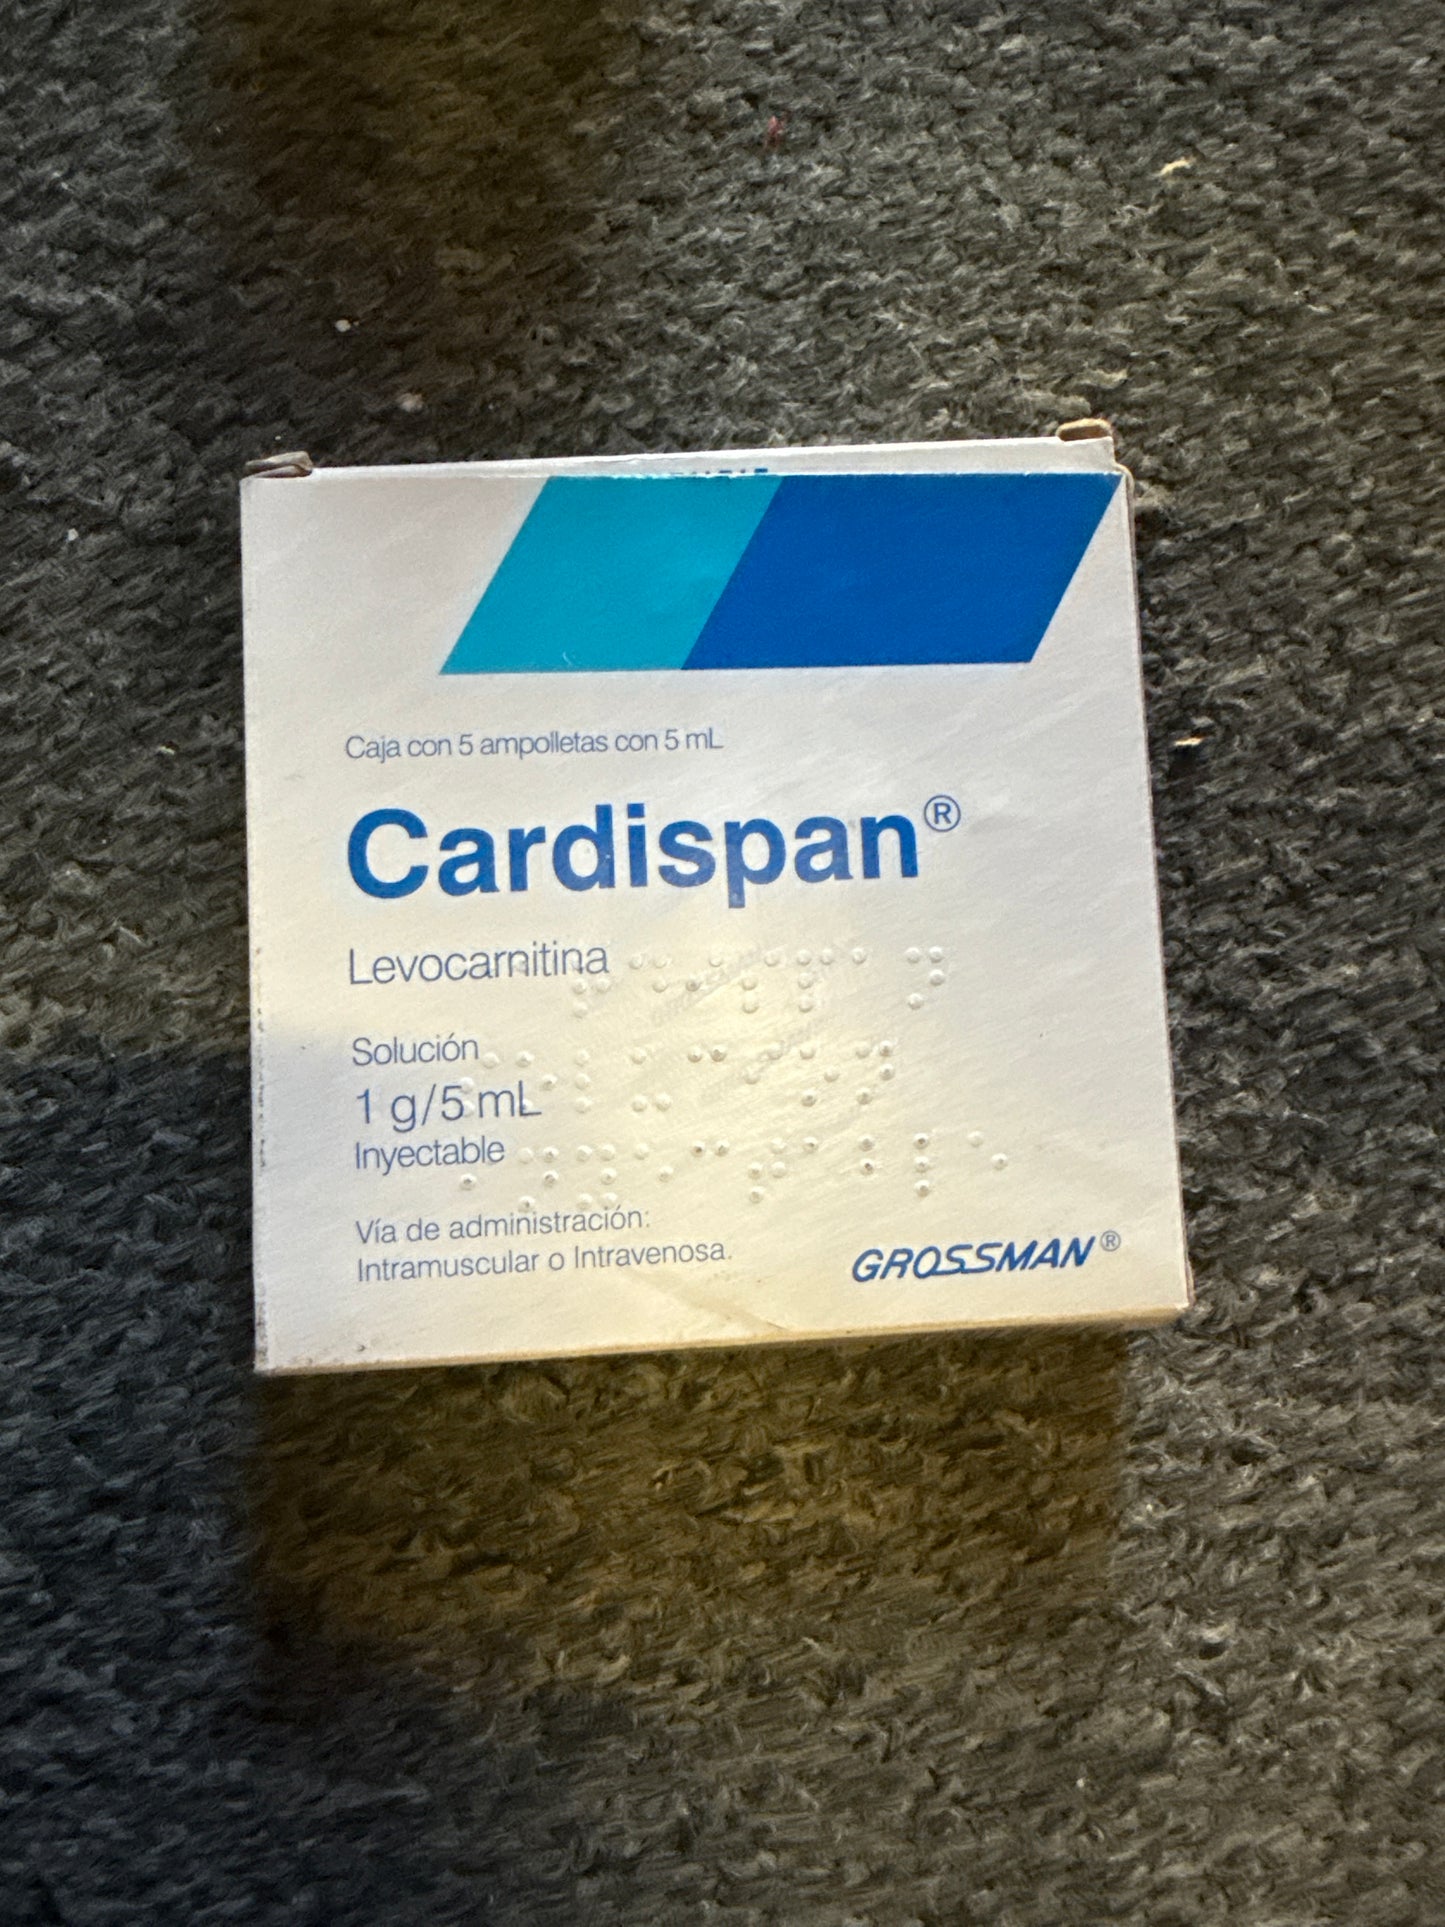 Caja con 5 ampolletas con 5 mL
Cardispan®
Levocarnitina
Solución
1 g/5 mL
Inyectable
Vía de administración:
Intramuscular o Intravenosa.
GROSSMAN®